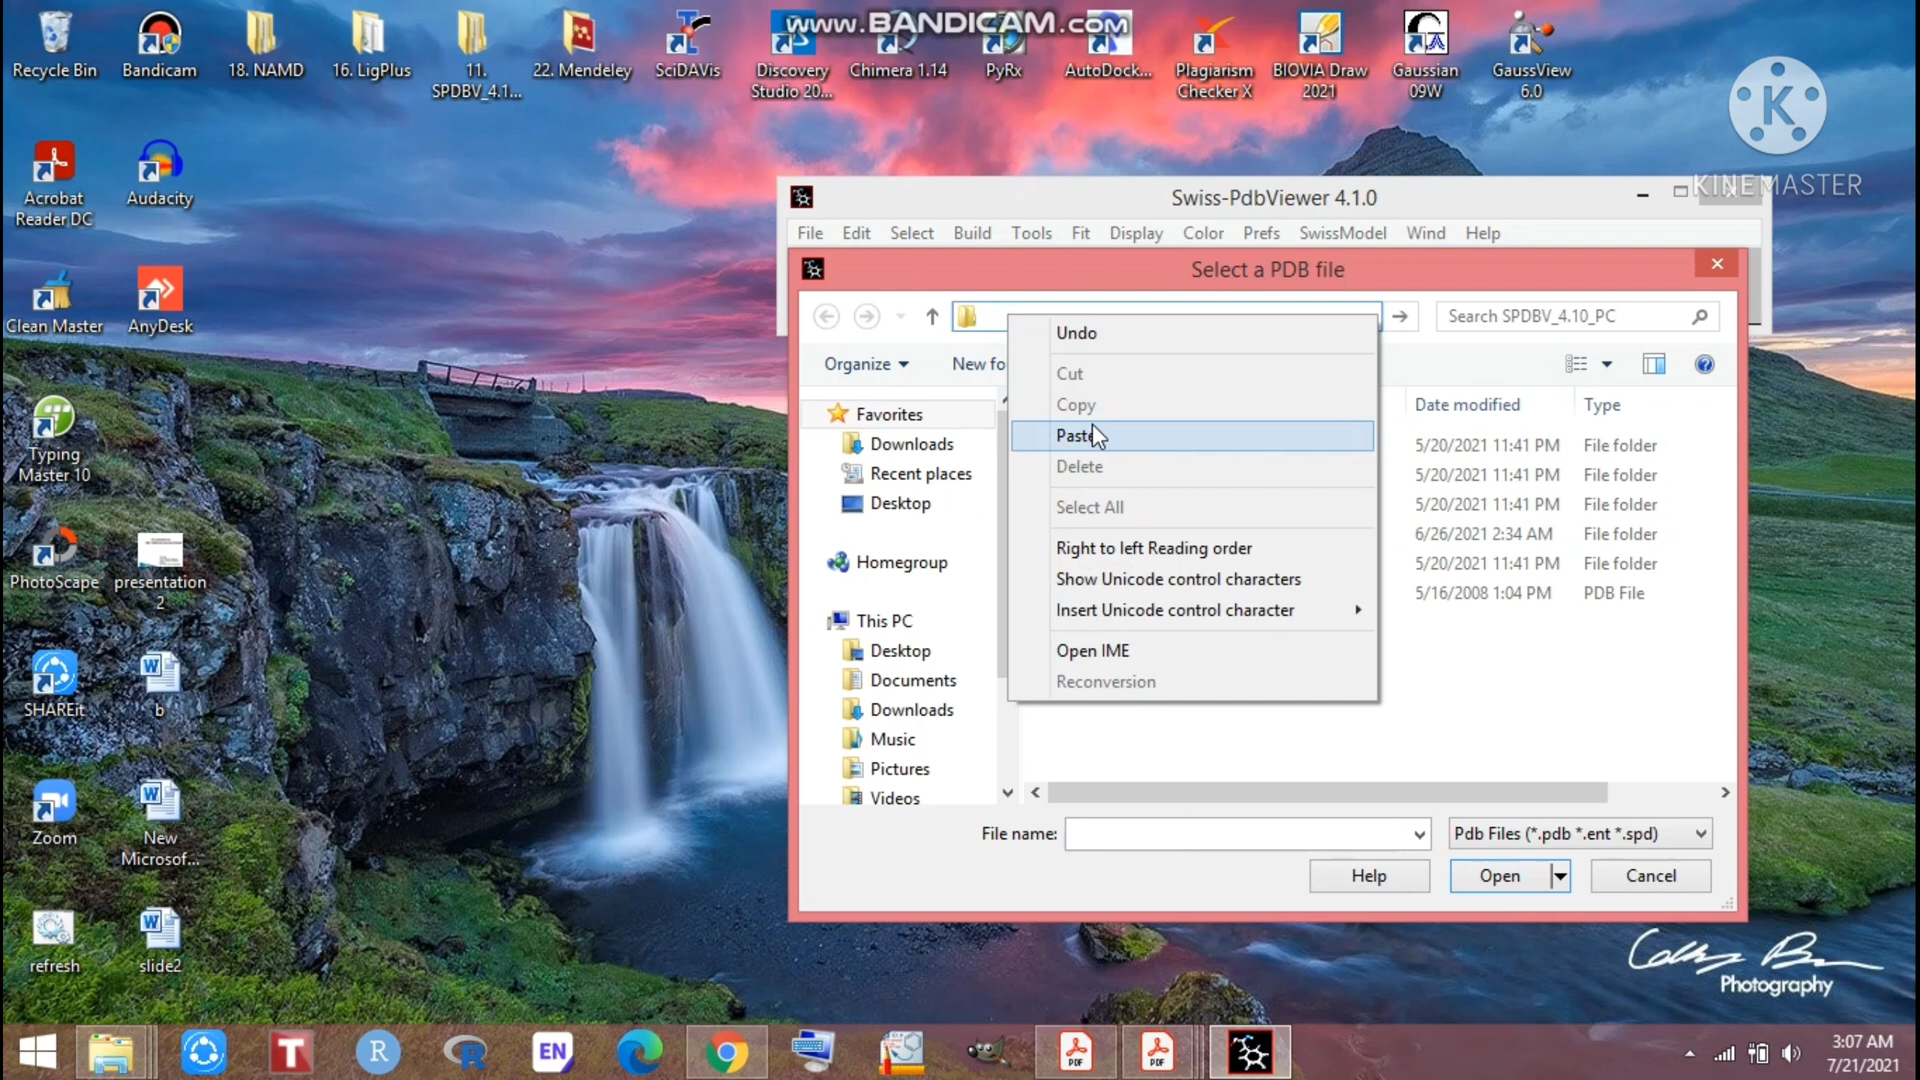 www.BANDICAM.com
Recycle Bin
Bandicam
18. NAMD
16. LigPlus
11.
SPDBV_4.1...
22. Mendeley
SciDAVis
Discovery
Studio 20...
Chimera 1.14
PyRx
AutoDock...
Plagiarism
Checker X
BIOVIA Draw
2021
Gaussian
09W
GaussView
6.0
K
KINEMASTER
Acrobat
Reader DC
Audacity
Clean Master
AnyDesk
Typing
Master 10
PhotoScape
presentation
2
SHAREit
b
Zoom
New
Microsof...
refresh
slide2
Swiss-PdbViewer 4.1.0
File Edit Select Build Tools Fit Display Color Prefs SwissModel Wind Help
Select a PDB file
Search SPDBV_4.10_PC
Organize
New fo
Undo
Cut
Copy
Paste
Delete
Select All
Right to left Reading order
Show Unicode control characters
Insert Unicode control character
Open IME
Reconversion
Favorites
Downloads
Recent places
Desktop
Homegroup
This PC
Desktop
Documents
Downloads
Music
Pictures
Videos
Date modified Type
5/20/2021 11:41 PM File folder
5/20/2021 11:41 PM File folder
5/20/2021 11:41 PM File folder
6/26/2021 2:34 AM File folder
5/20/2021 11:41 PM File folder
5/16/2008 1:04 PM PDB File
File name:
Pdb Files (*.pdb *.ent *.spd)
Help
Open
Cancel
Photography
T
R
R
EN
PDF
PDF
3:07 AM
7/21/2021